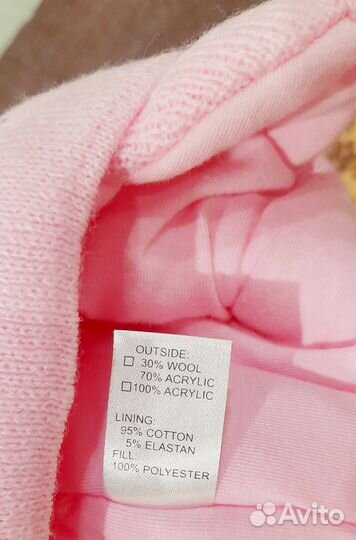 OUTSIDE:
☐ 30% WOOL
70% ACRYLIC
☐ 100% ACRYLIC
LINING:
95% COTTON
5% ELASTAN
FILL:
100% POLYESTER
Avito